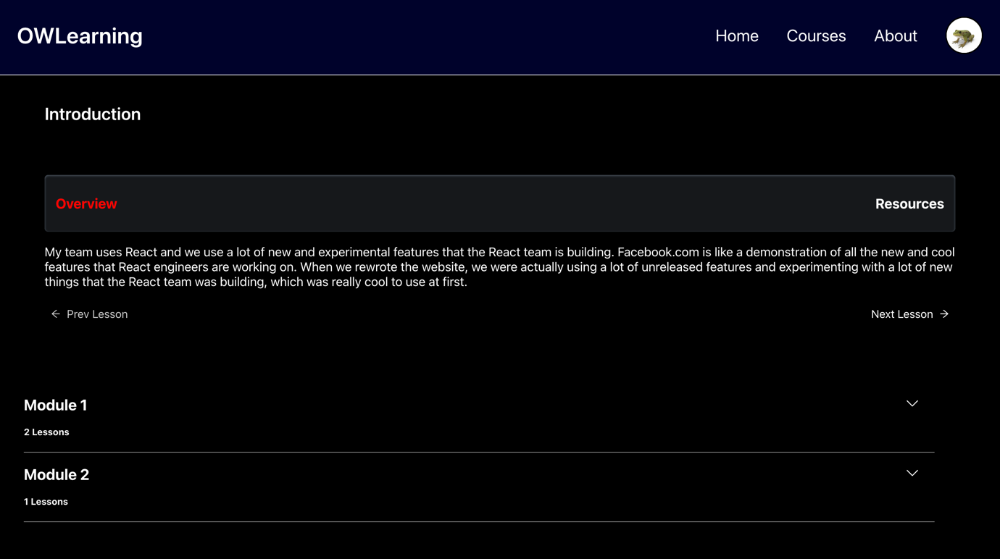 OWLearning
Home Courses About
Introduction
Overview Resources
My team uses React and we use a lot of new and experimental features that the React team is building. Facebook.com is like a demonstration of all the new and cool
features that React engineers are working on. When we rewrote the website, we were actually using a lot of unreleased features and experimenting with a lot of new
things that the React team was building, which was really cool to use at first.
← Prev Lesson Next Lesson →
Module 1
2 Lessons
Module 2
1 Lessons